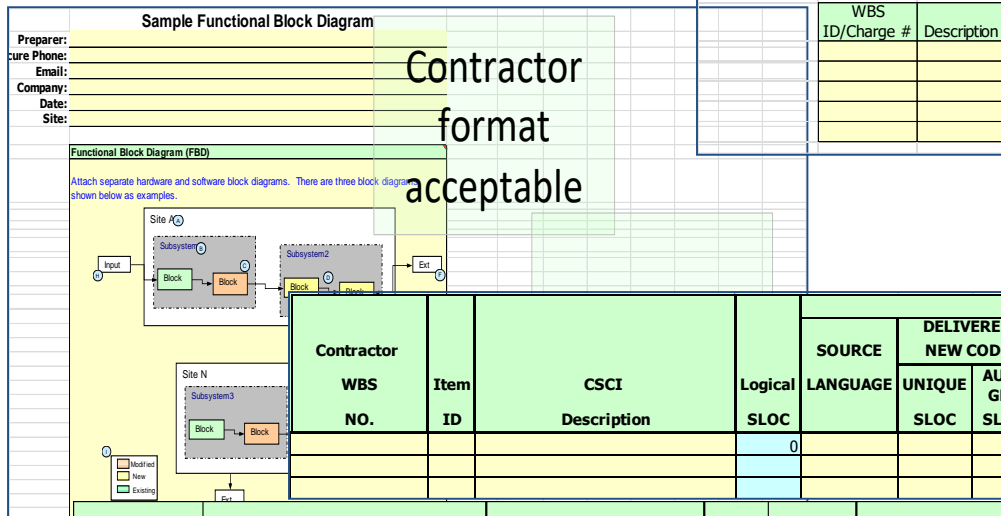 Sample Functional Block Diagram
Preparer:
cure Phone:
Email:
Company:
Date:
Site:
Contractor
format
acceptable
WBS
ID/Charge # Description
Functional Block Diagram (FBD)
Attach separate hardware and software block diagrams. There are three block diagrams
shown below as examples.
Site A
A
Subsystem
B
Subsystem2
Input
H
Block
Block
C
Block
D
Block
Ext
F
Site N
Subsystem3
Block
Block
J
Modified
New
Existing
Ext
Contractor
WBS
NO.
Item
ID
CSCI
Description
Logical
SLOC
0
SOURCE
LANGUAGE
DELIVERE
NEW COD
UNIQUE
SLOC
AU
GE
SL